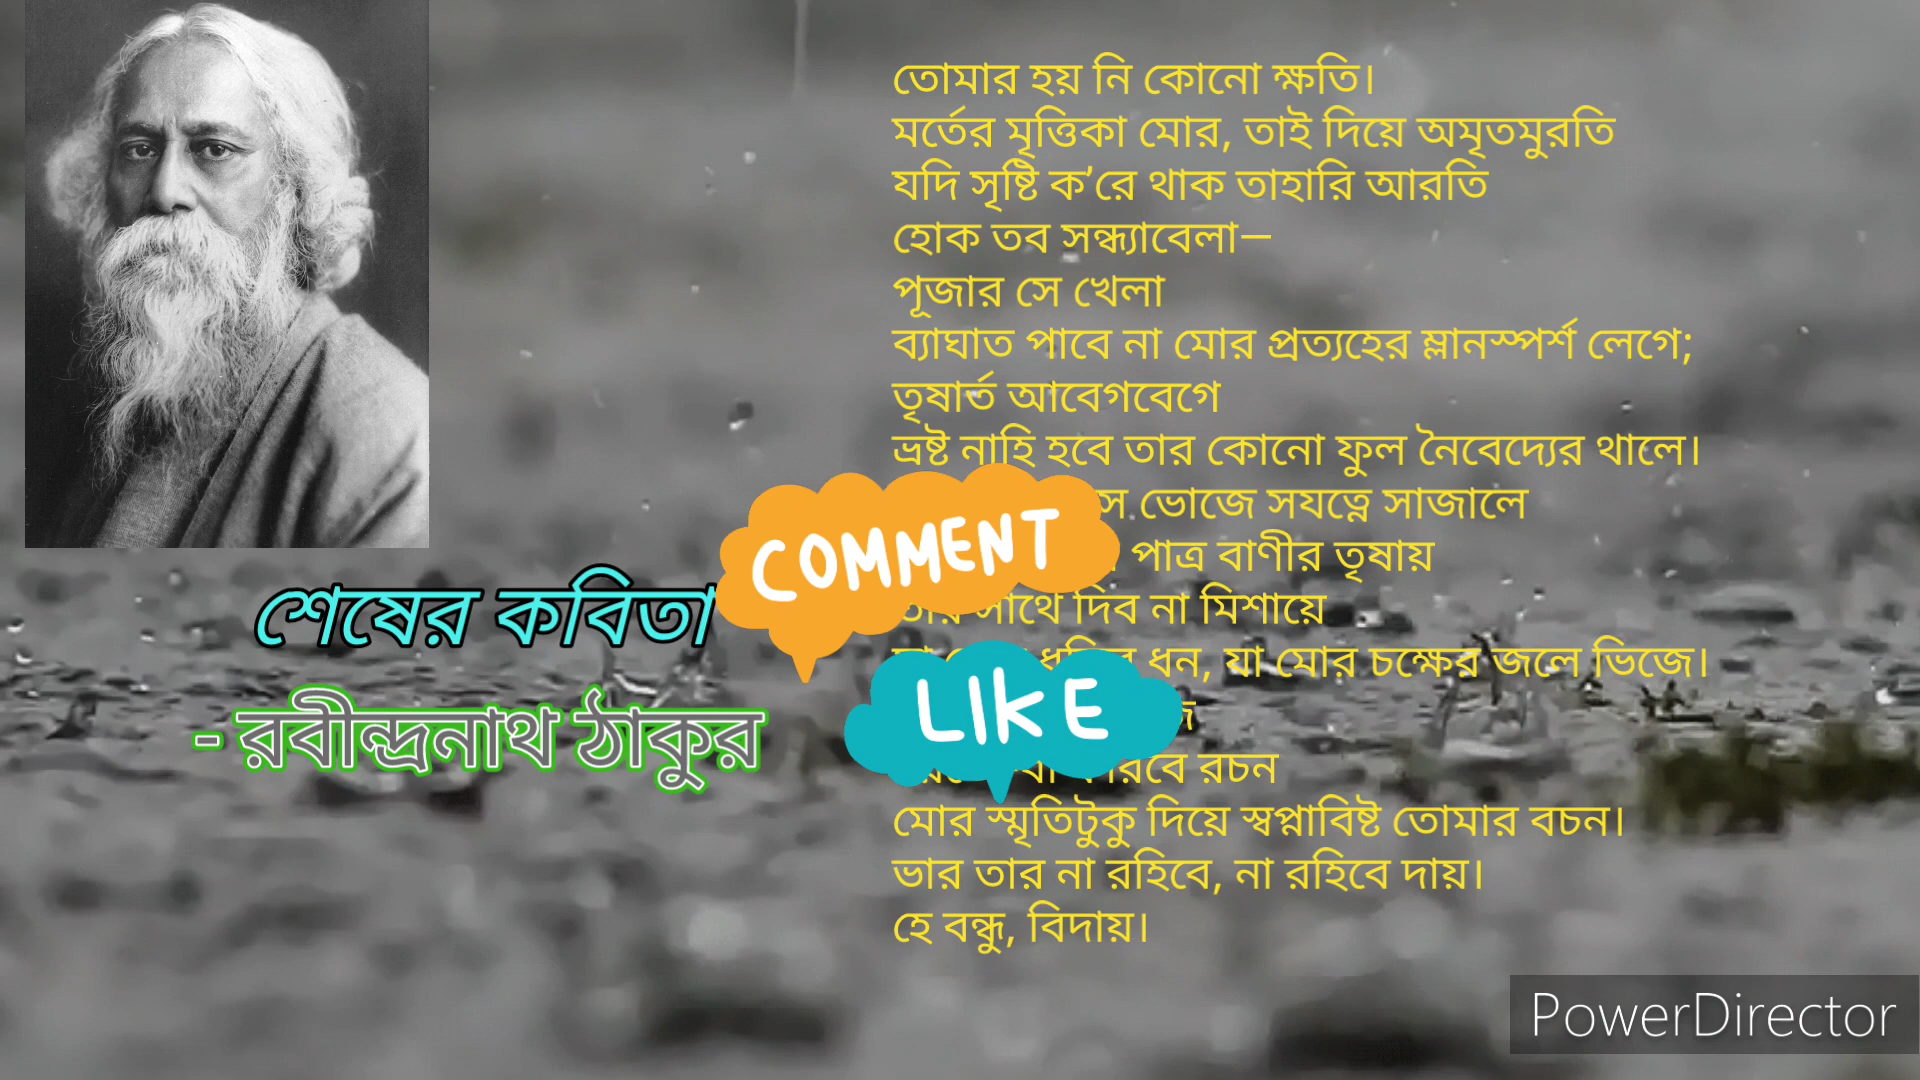 তোমার হয় নি কোনো ক্ষতি।
মর্তের মৃত্তিকা মোর, তাই দিয়ে অমৃতমুরতি
যদি সৃষ্টি ক'রে থাক তাহারি আরতি
হোক তব সন্ধ্যাবেলা—
পূজার সে খেলা
ব্যাঘাত পাবে না মোর প্রত্যহের ম্লানস্পর্শ লেগে;
তৃষার্ত আবেগবেগে
ভ্রষ্ট নাহি হবে তার কোনো ফুল নৈবেদ্যের থালে।
ভোজে সযত্নে সাজালে
পাত্র বাণীর তৃষায়
সাথে দিব না মিশায়ে
ধন, যা মোর চক্ষের জলে ভিজে।
রচন
মোর স্মৃতিটুকু দিয়ে স্বপ্নাবিষ্ট তোমার বচন।
ভার তার না রহিবে, না রহিবে দায়।
হে বন্ধু, বিদায়।
COMMENT
LIKE
শেষের কবিতা
- রবীন্দ্রনাথ ঠাকুর
PowerDirector